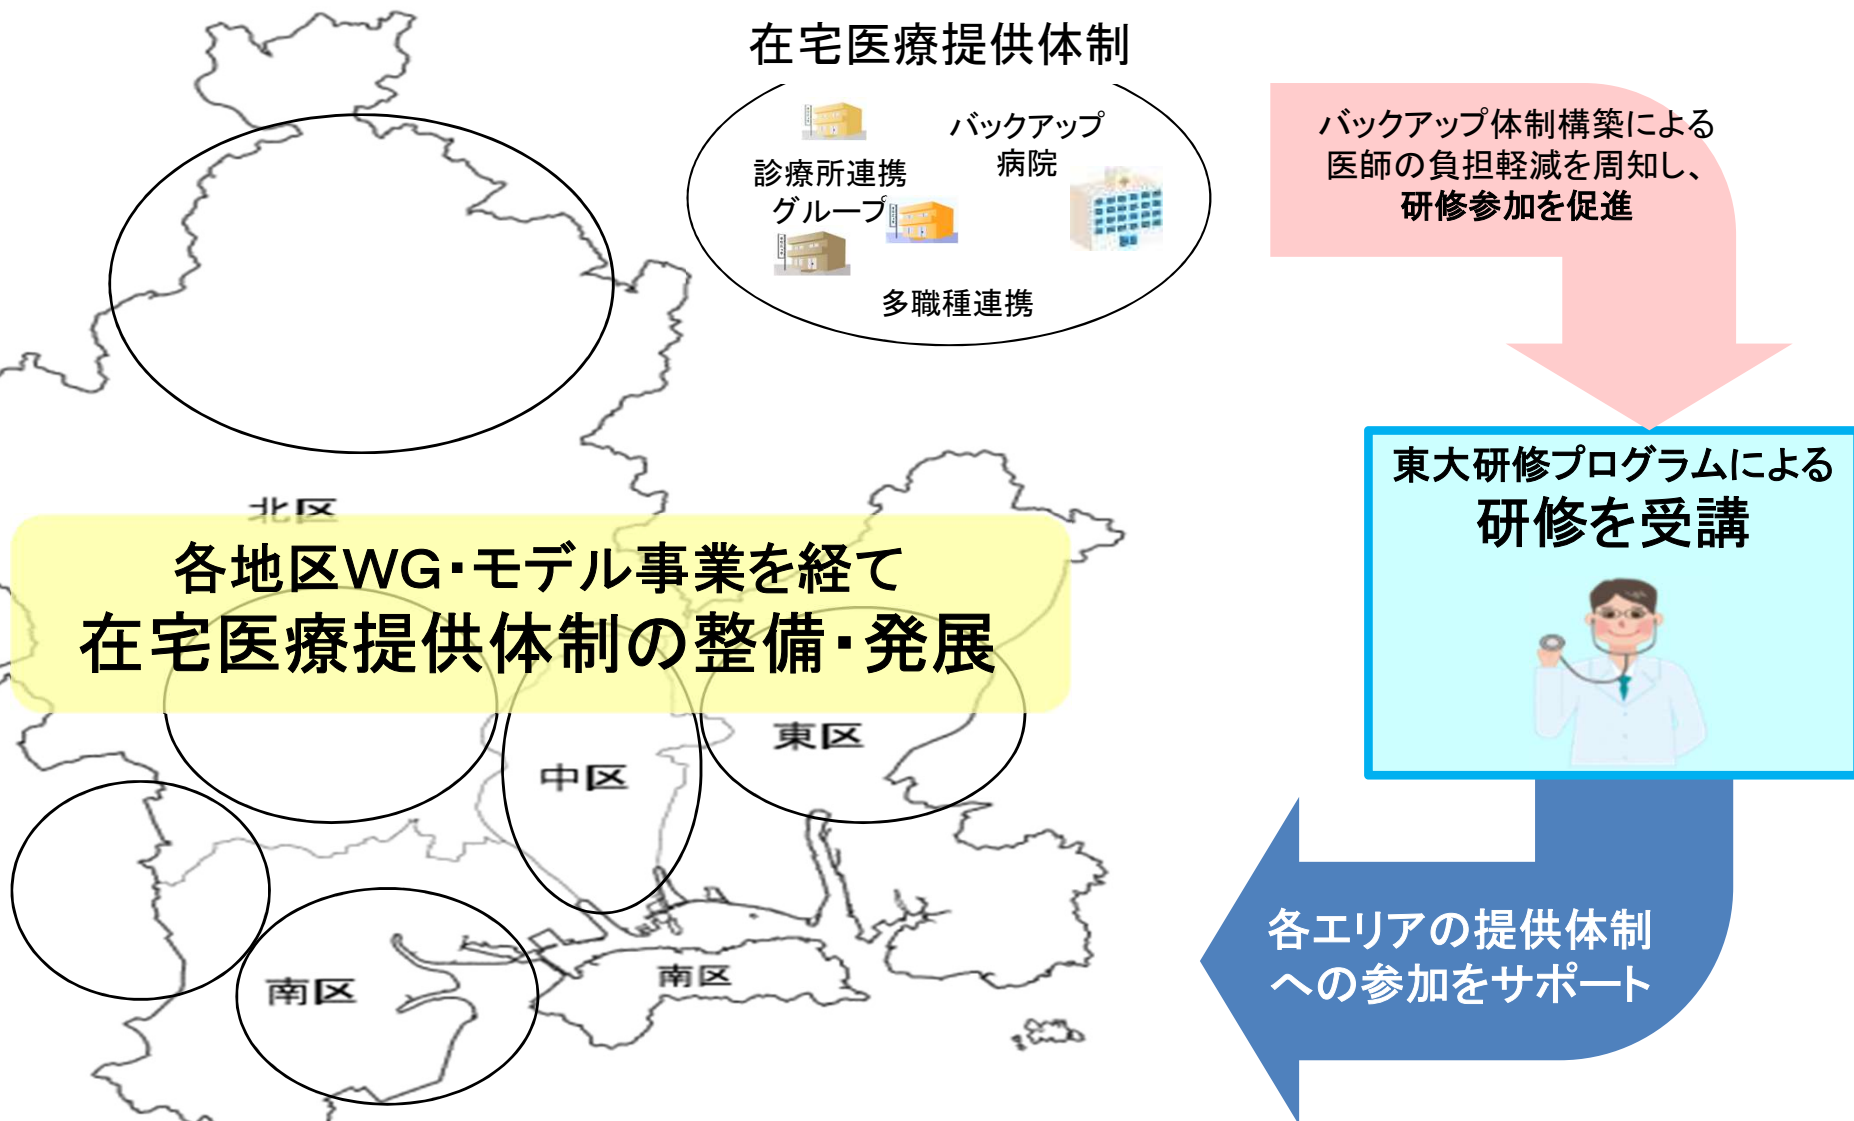 在宅医療提供体制
バックアップ
病院
診療所連携
グループ
多職種連携
バックアップ体制構築による
医師の負担軽減を周知し、
研修参加を促進
東大研修プログラムによる
研修を受講
各エリアの提供体制
への参加をサポート
北区
各地区WG・モデル事業を経て
在宅医療提供体制の整備・発展
東区
中区
南区
南区